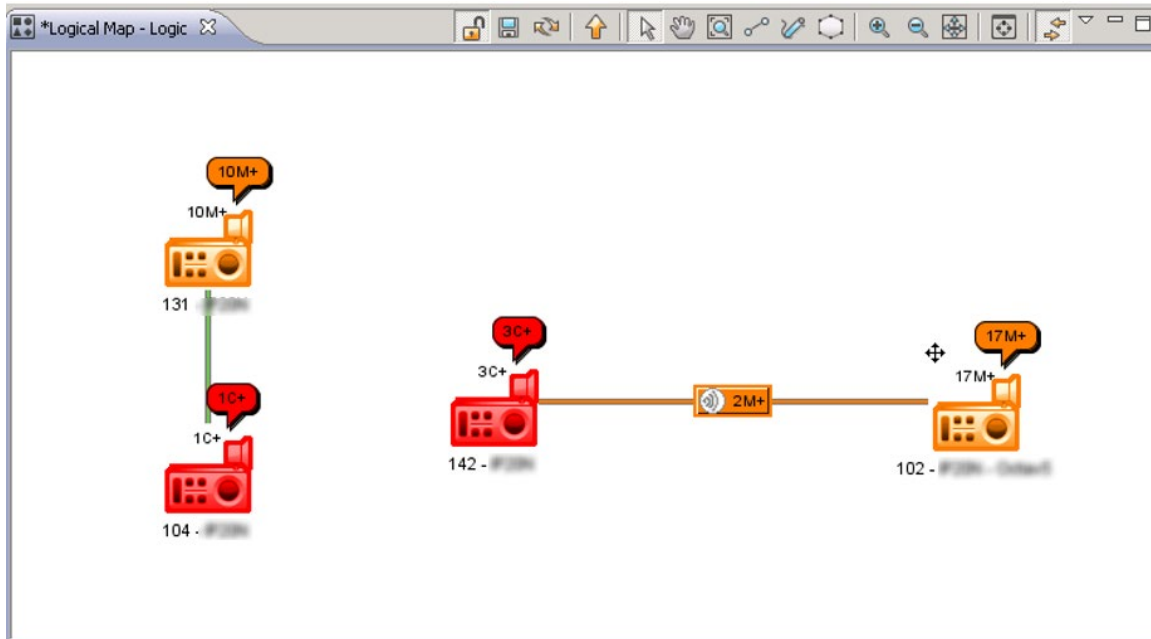 *Logical Map - Logic
10M+
10M+
131 -
1C+
1C+
104 -
3C+
3C+
142 -
2M+
17M+
17M+
102 -